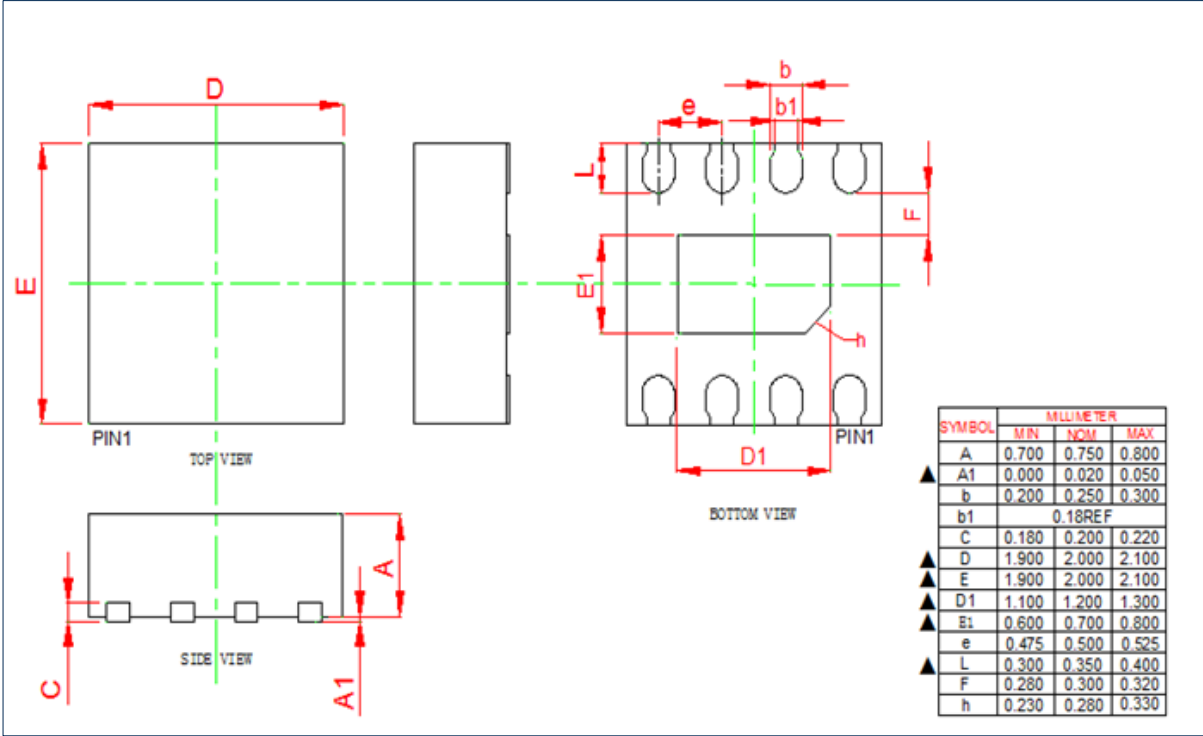 D
E
PIN1
TOP VIEW
b
b1
e
L
F
E1
h
PIN1
D1
BOTTOM VIEW
A
C
A1
SIDE VIEW
SYMBOL MILLIMETER
MIN NOM MAX
A 0.700 0.750 0.800
▲ A1 0.000 0.020 0.050
b 0.200 0.250 0.300
b1 0.18REF
C 0.180 0.200 0.220
▲ D 1.900 2.000 2.100
▲ E 1.900 2.000 2.100
▲ D1 1.100 1.200 1.300
▲ E1 0.600 0.700 0.800
e 0.475 0.500 0.525
▲ L 0.300 0.350 0.400
F 0.280 0.300 0.320
h 0.230 0.280 0.330